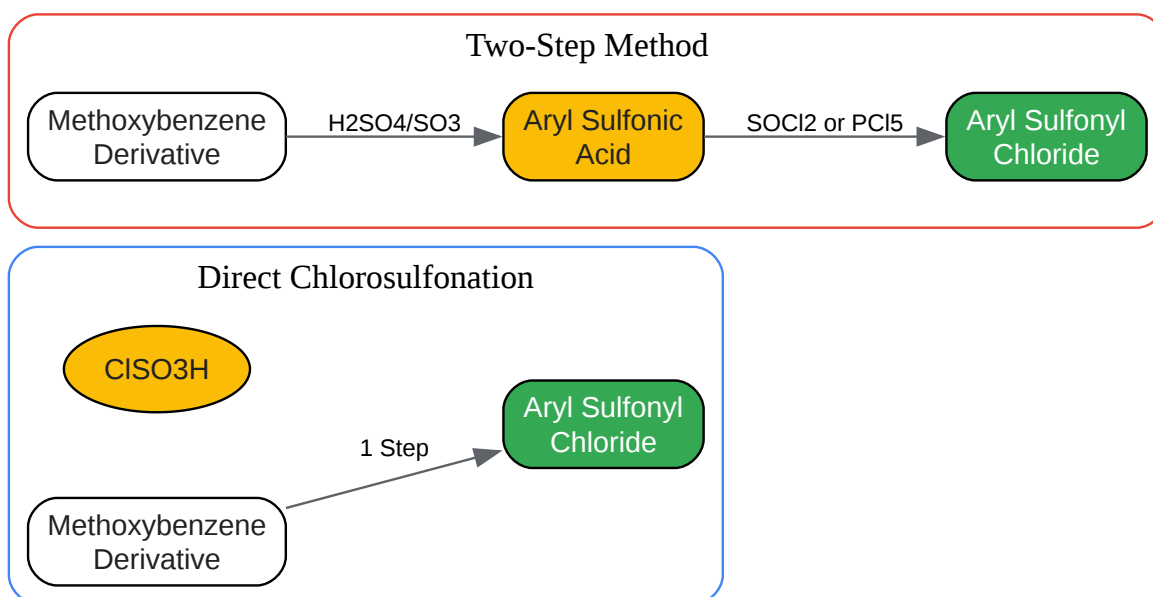 Two-Step Method
Methoxybenzene
Derivative
H2SO4/SO3
Aryl Sulfonic
Acid
SOCl2 or PCl5
Aryl Sulfonyl
Chloride
Direct Chlorosulfonation
ClSO3H
Aryl Sulfonyl
Chloride
1 Step
Methoxybenzene
Derivative